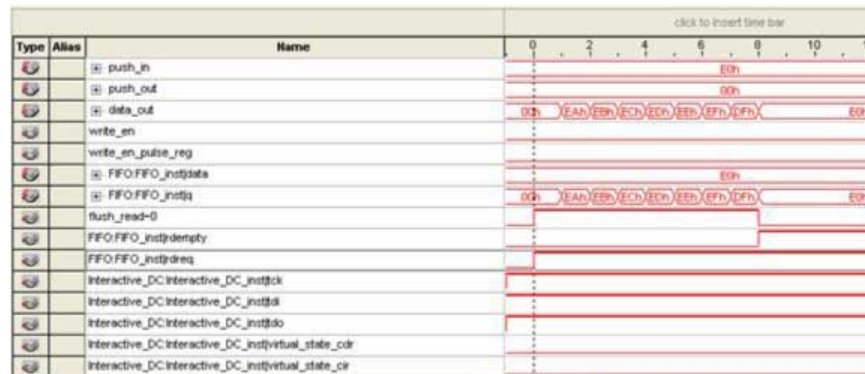 click to insert time bar
Type Alias Name 0 2 4 6 8 10
push_in E0h
push_out 00h
data_out 00h EAh EBh ECh EDh EEh EFh DFh E0h
write_en
write_en_pulse_reg
FIFO:FIFO_inst|data E0h
FIFO:FIFO_inst|q 00h EAh EBh ECh EDh EEh EFh DFh E0h
flush_read~0
FIFO:FIFO_inst|rdempty
FIFO:FIFO_inst|rdreq
Interactive_DC:Interactive_DC_inst|tck
Interactive_DC:Interactive_DC_inst|tdi
Interactive_DC:Interactive_DC_inst|tdo
Interactive_DC:Interactive_DC_inst|virtual_state_cdr
Interactive_DC:Interactive_DC_inst|virtual_state_cir